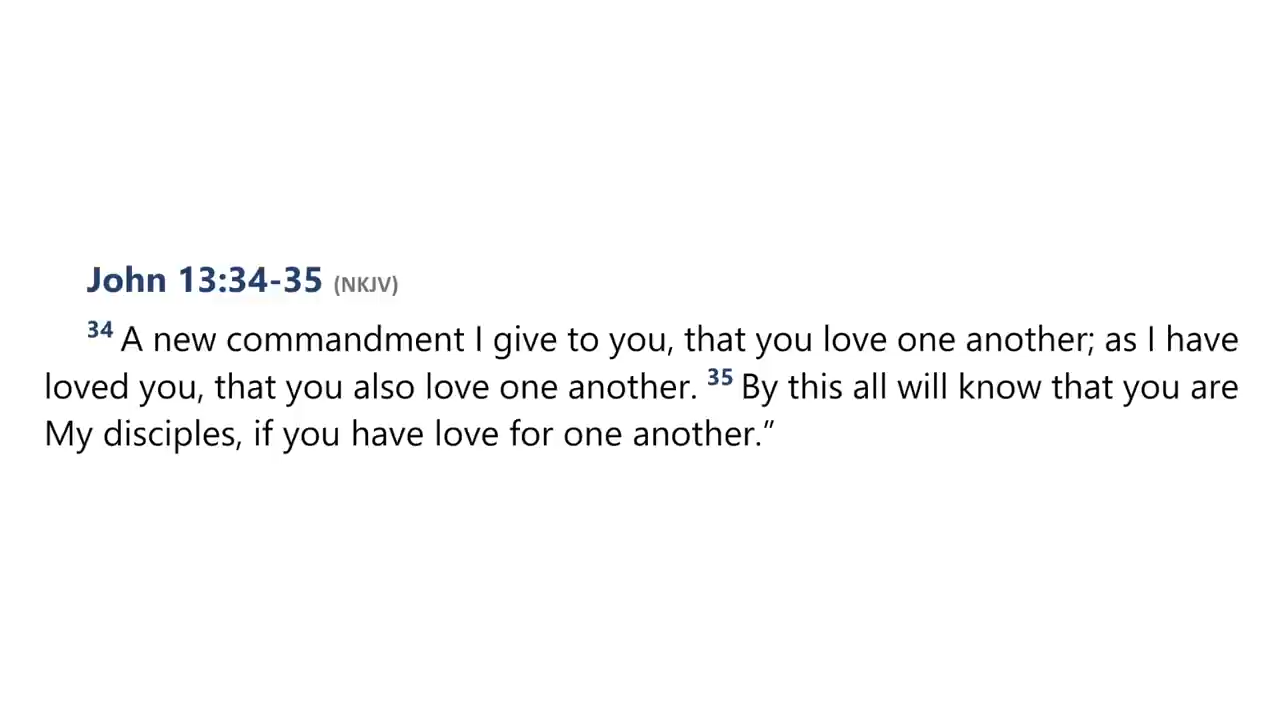 John 13:34-35 (NKJV)
34 A new commandment I give to you, that you love one another; as I have
loved you, that you also love one another. 35 By this all will know that you are
My disciples, if you have love for one another.”